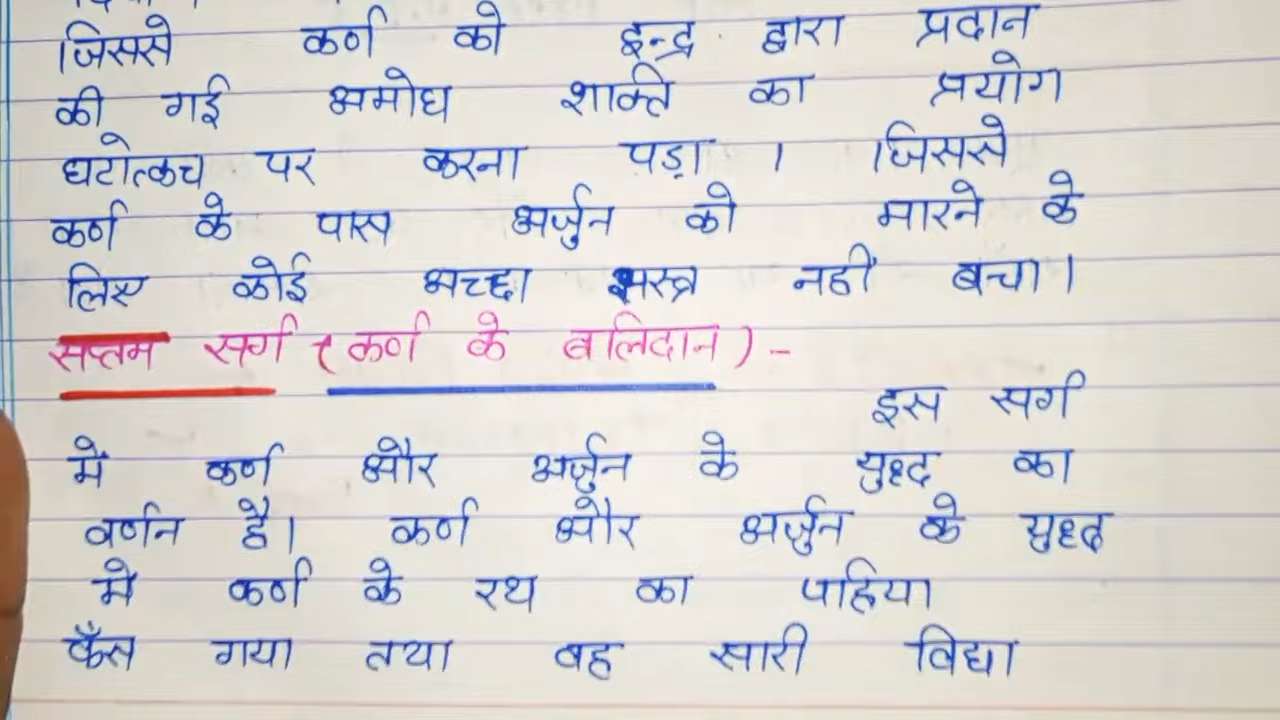 जिससे कर्ण को इन्द्र द्वारा प्रदान
की गई अमोघ शक्ति का प्रयोग
घटोत्कच पर करना पड़ा । जिससे
कर्ण के पास अर्जुन को मारने के
लिए कोई अच्छा अस्त्र नहीं बचा।
सप्तम सर्ग (कर्ण के बलिदान) -
इस सर्ग
में कर्ण और अर्जुन के युद्ध का
वर्णन है। कर्ण और अर्जुन के युद्ध
में कर्ण के रथ का पहिया
फँस गया तथा वह सारी विद्या